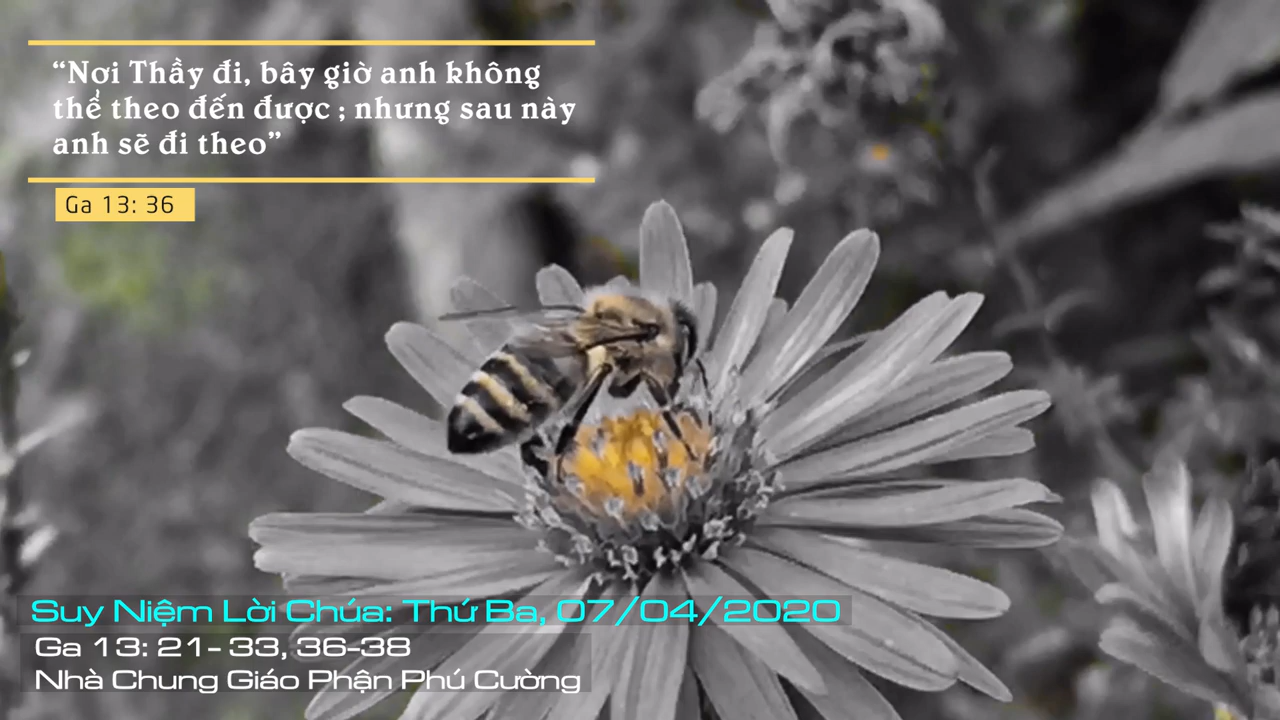 “Nơi Thầy đi, bây giờ anh không
thể theo đến được ; nhưng sau này
anh sẽ đi theo”
Ga 13: 36
Suy Niệm Lời Chúa: Thứ Ba, 07/04/2020
Ga 13: 21- 33, 36-38
Nhà Chung Giáo Phận Phú Cường